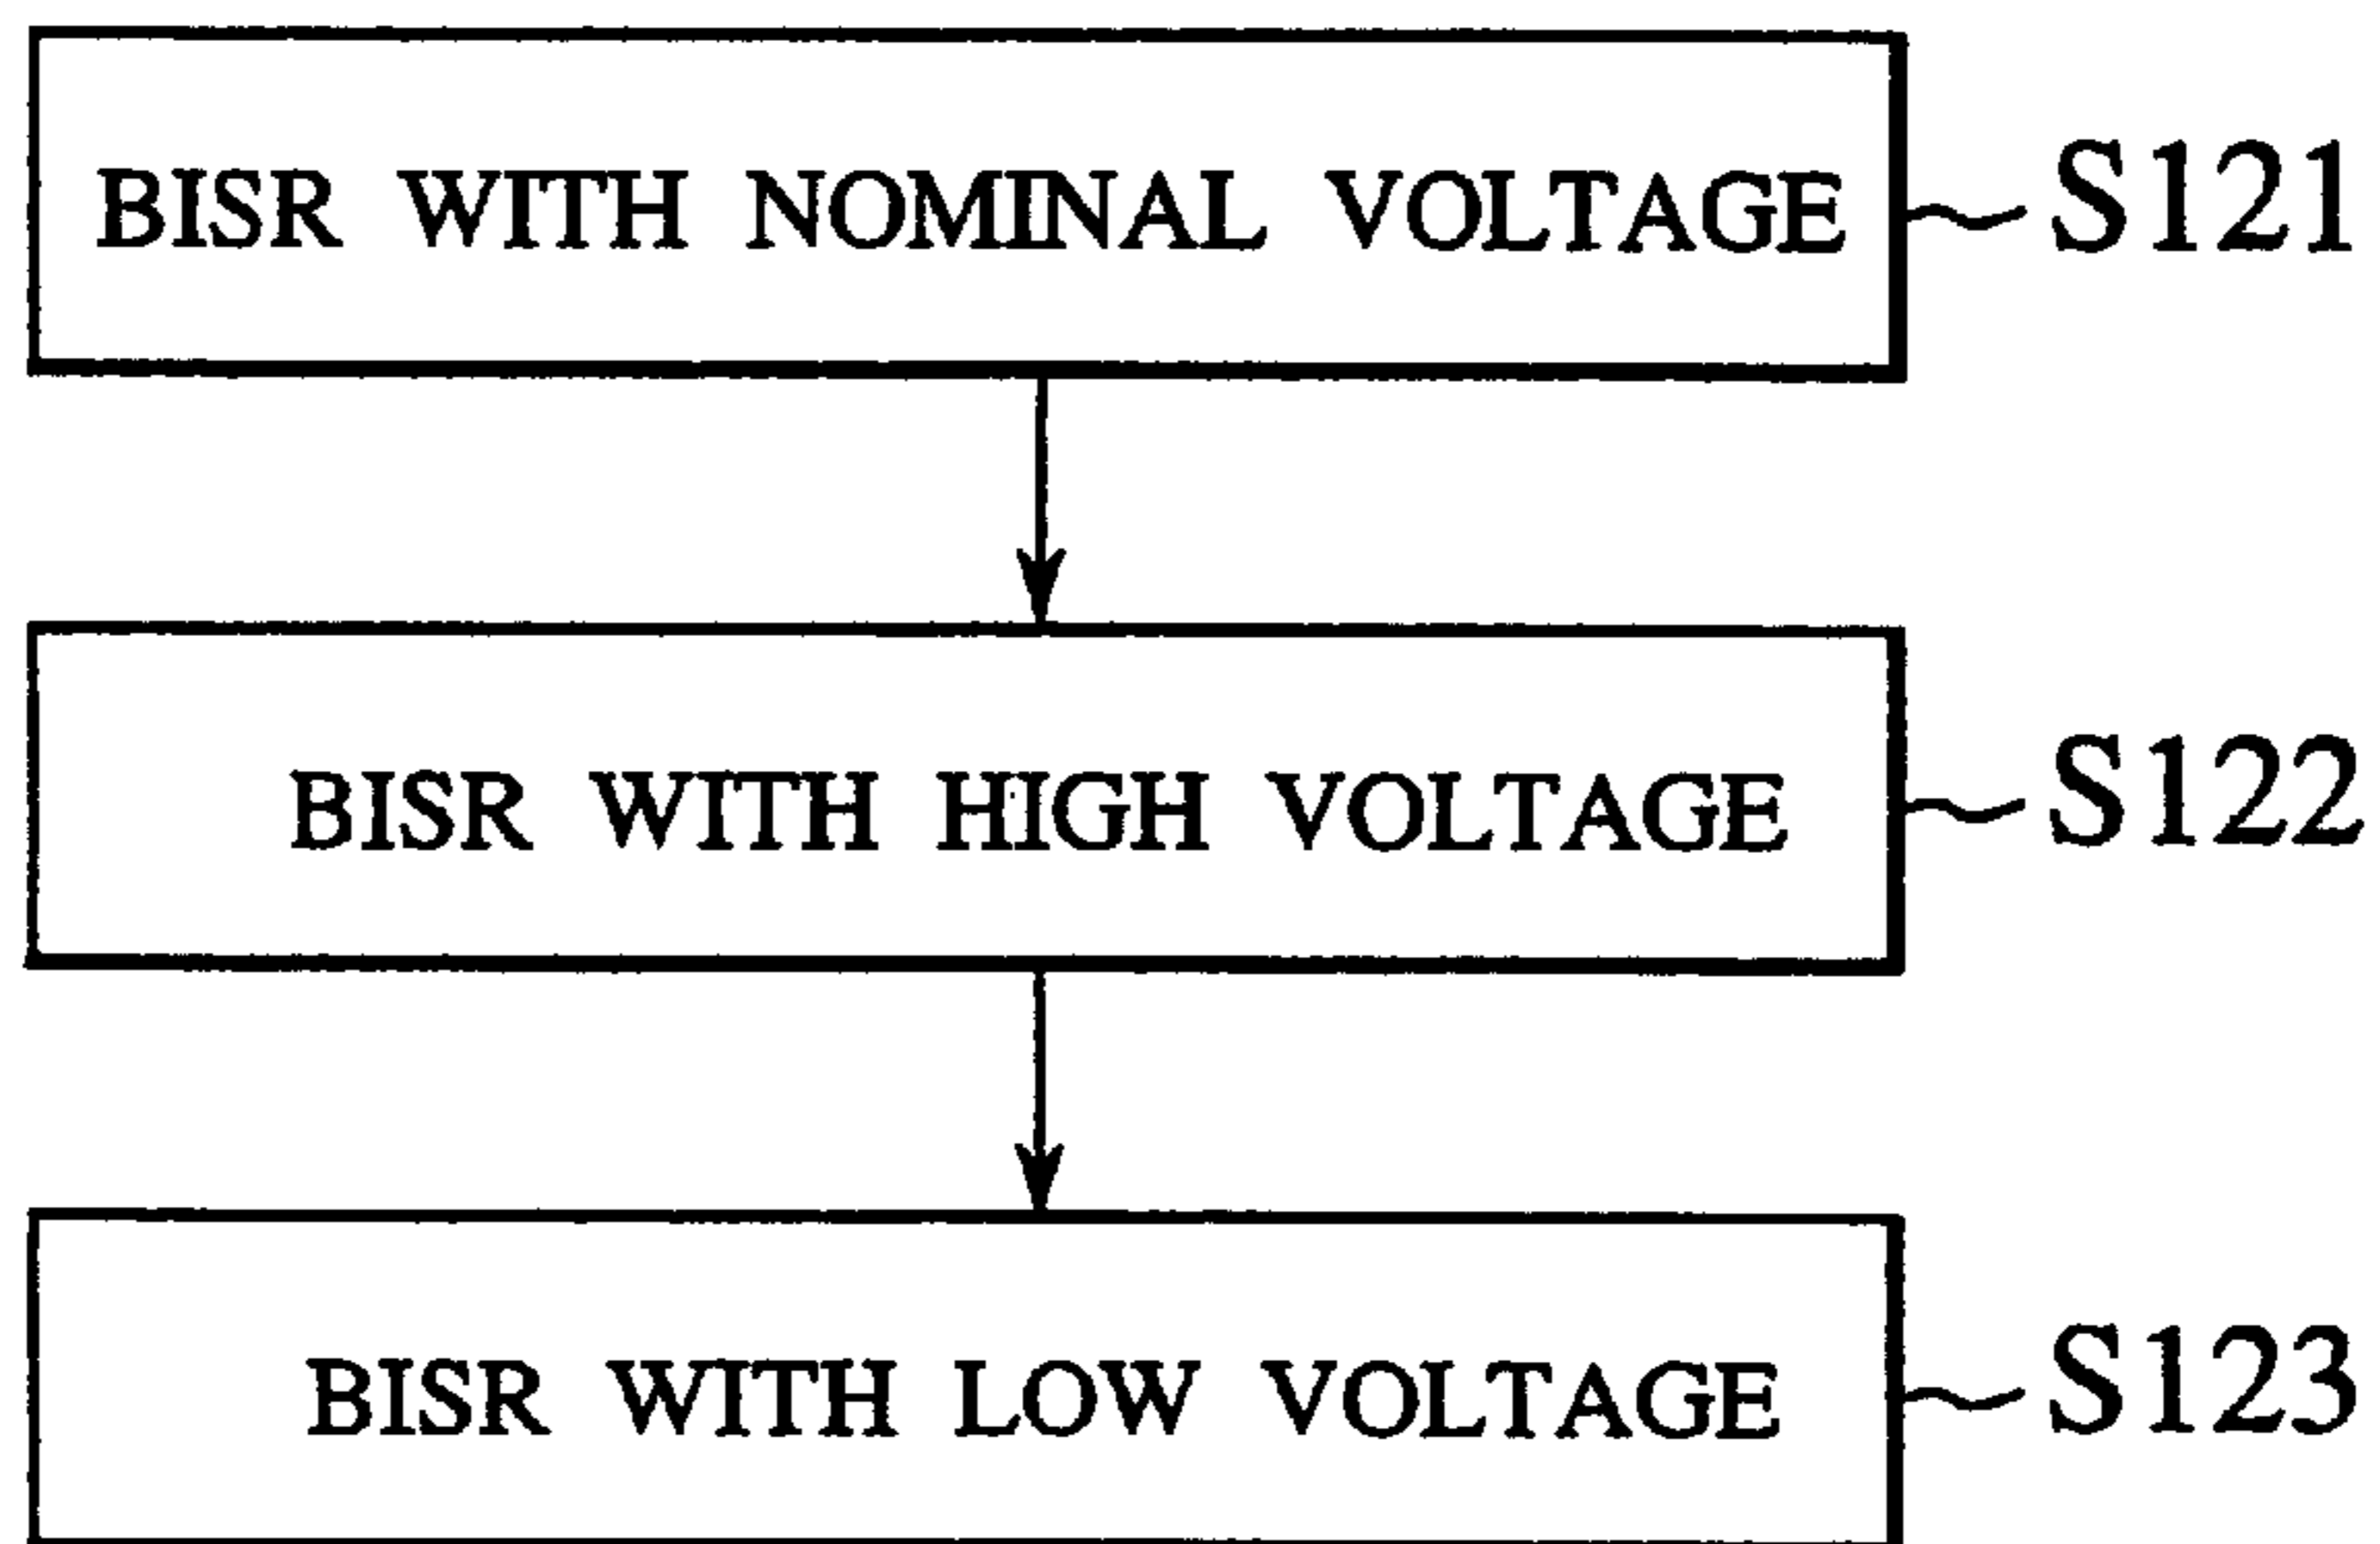 BISR WITH NOMINAL VOLTAGE S121
BISR WITH HIGH VOLTAGE S122
BISR WITH LOW VOLTAGE S123